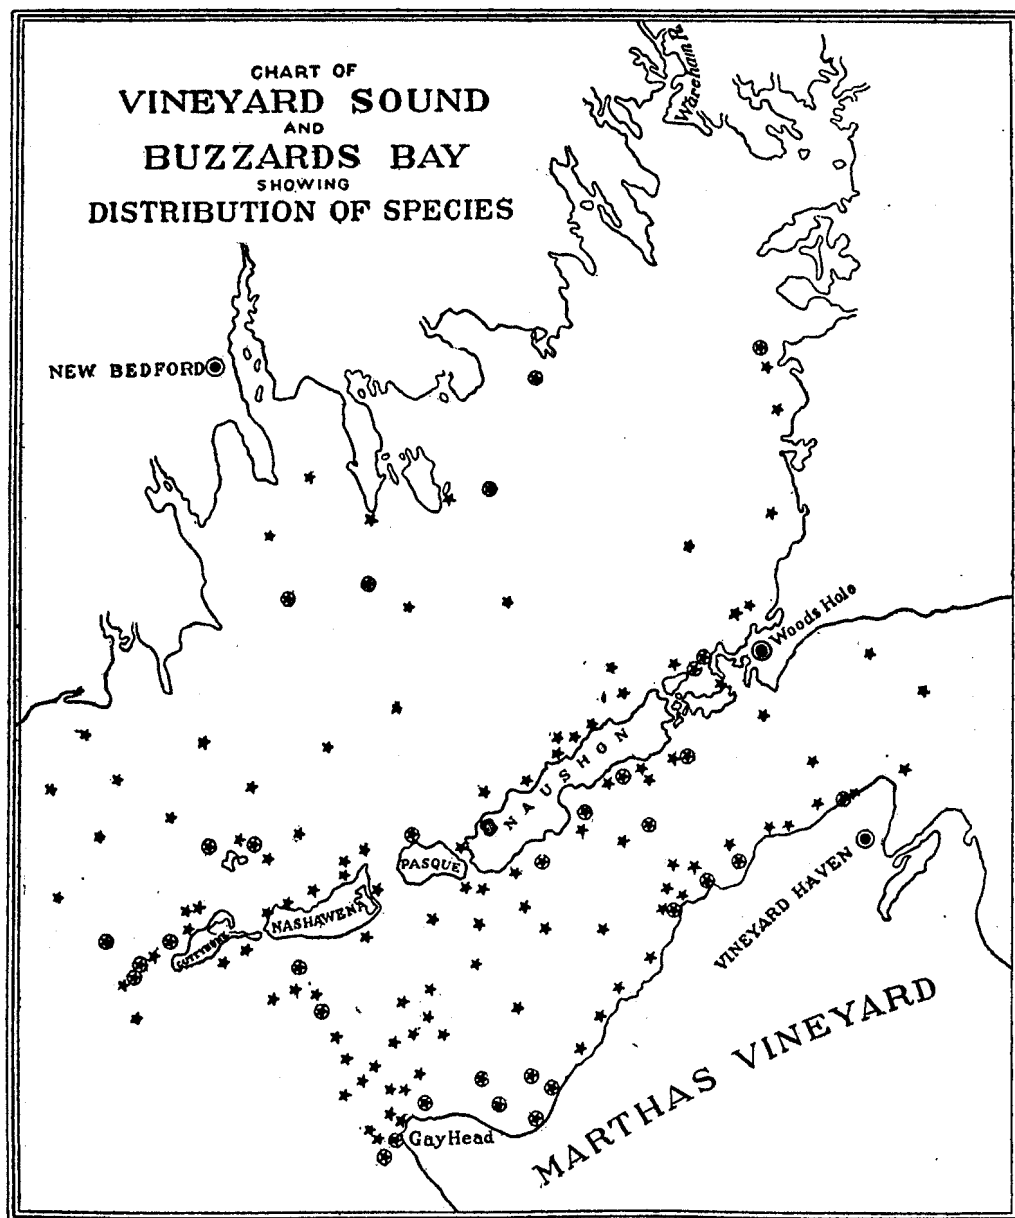 CHART OF
VINEYARD SOUND
AND
BUZZARDS BAY
SHOWING
DISTRIBUTION OF SPECIES
Wareham R.
NEW BEDFORD
Woods Hole
NAUSHON
PASQUE
NASHAWENA
CUTTYHUNK
VINEYARD HAVEN
MARTHAS VINEYARD
Gay Head